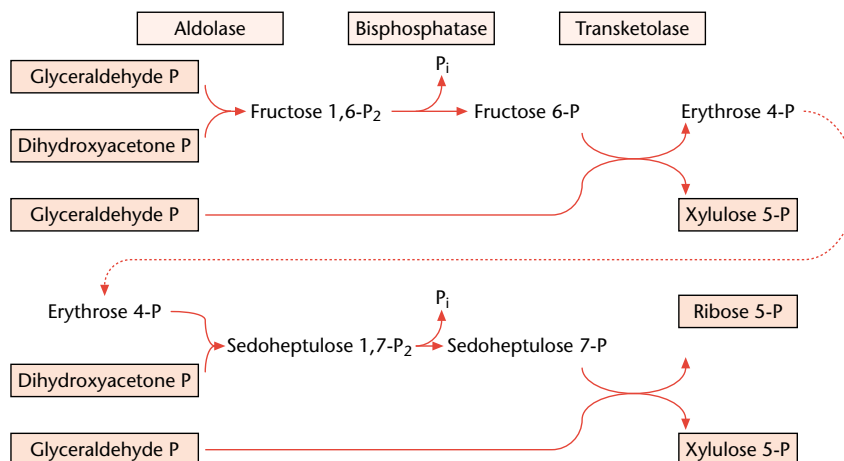 Aldolase Bisphosphatase Transketolase
Glyceraldehyde P
Pi
Fructose 1,6-P2 Fructose 6-P Erythrose 4-P
Dihydroxyacetone P
Glyceraldehyde P Xylulose 5-P
Erythrose 4-P Pi Ribose 5-P
Sedoheptulose 1,7-P2 Sedoheptulose 7-P
Dihydroxyacetone P
Glyceraldehyde P Xylulose 5-P